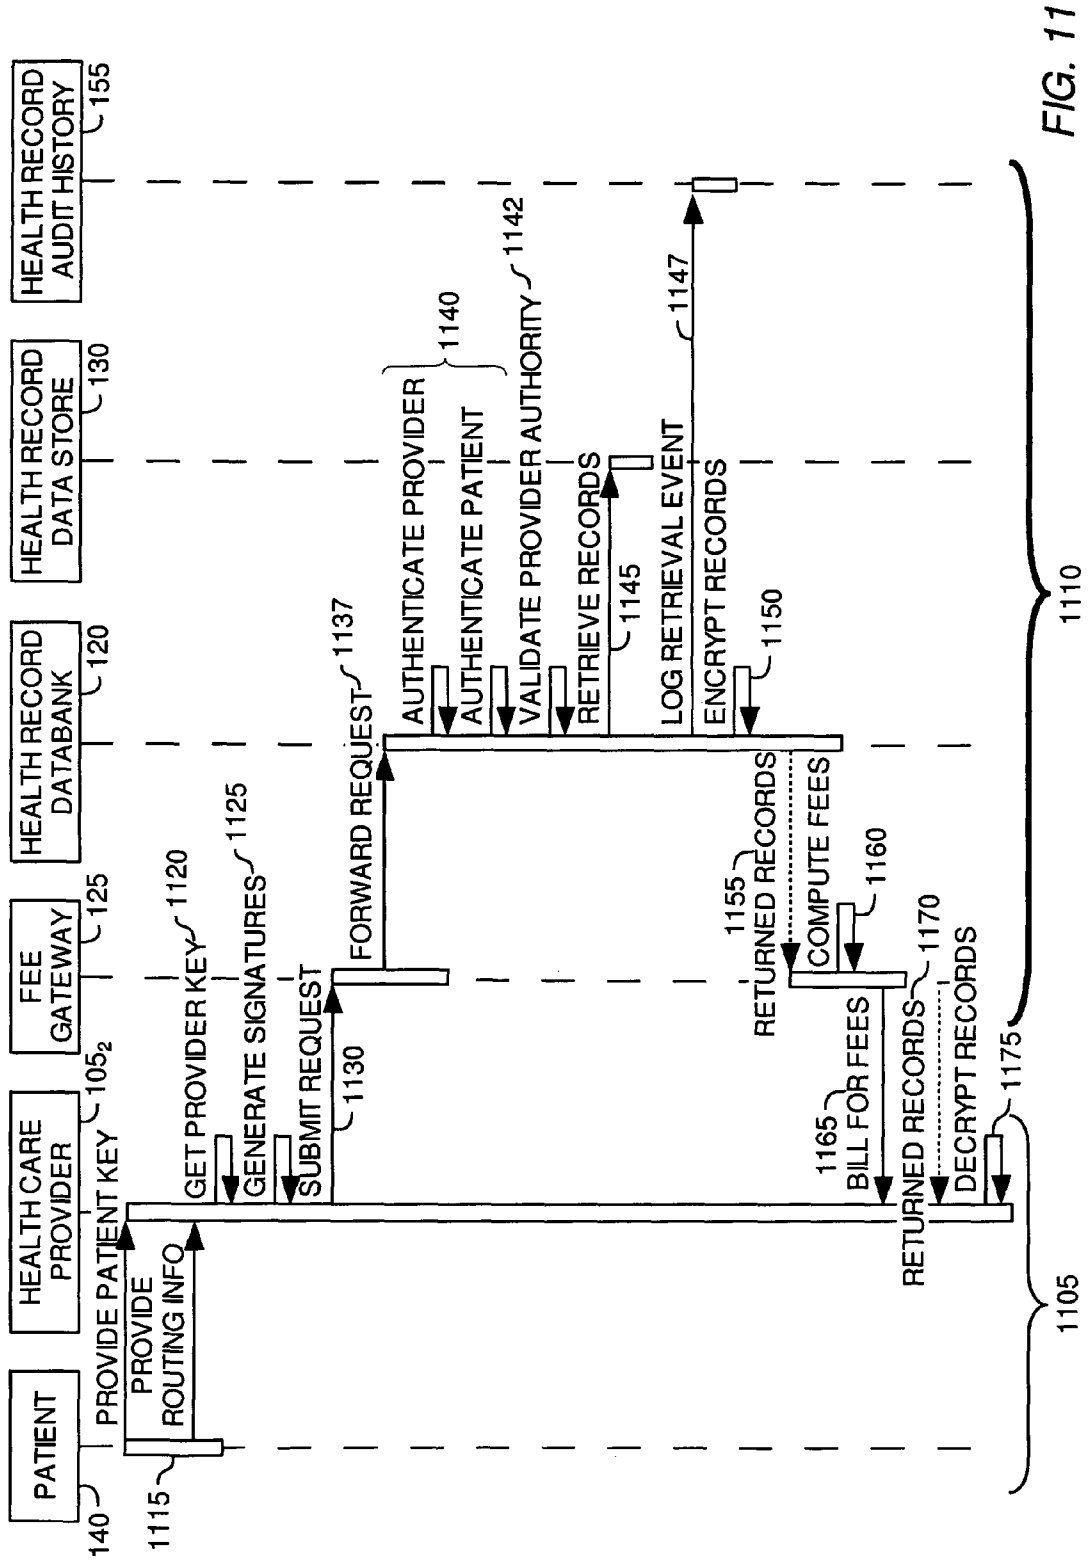 PATIENT
140
HEALTH CARE
PROVIDER
105₂
FEE
GATEWAY
125
HEALTH RECORD
DATABANK
120
HEALTH RECORD
DATA STORE
130
HEALTH RECORD
AUDIT HISTORY
155
PROVIDE PATIENT KEY
PROVIDE
ROUTING INFO
1115
GET PROVIDER KEY
1120
GENERATE SIGNATURES
1125
SUBMIT REQUEST
1130
FORWARD REQUEST
1137
AUTHENTICATE PROVIDER
AUTHENTICATE PATIENT
1140
VALIDATE PROVIDER AUTHORITY
1142
RETRIEVE RECORDS
1145
LOG RETRIEVAL EVENT
1147
ENCRYPT RECORDS
1150
1155
RETURNED RECORDS
COMPUTE FEES
1160
1165
BILL FOR FEES
RETURNED RECORDS
1170
DECRYPT RECORDS
1175
1105
1110
FIG. 11